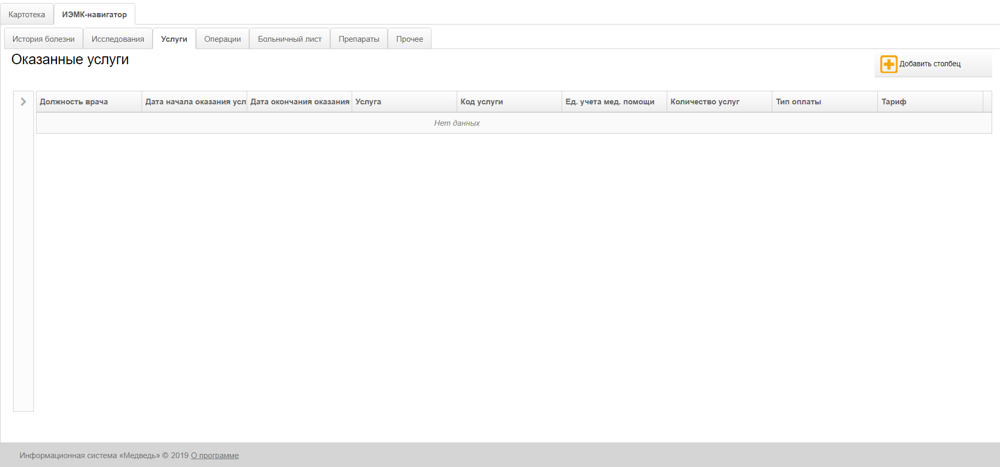 Картотека ИЭМК-навигатор
История болезни Исследования Услуги Операции Больничный лист Препараты Прочее
Оказанные услуги
Добавить столбец
Должность врача Дата начала оказания усл Дата окончания оказания Услуга Код услуги Ед. учета мед. помощи Количество услуг Тип оплаты Тариф
Нет данных
Информационная система «Медведь» © 2019 О программе